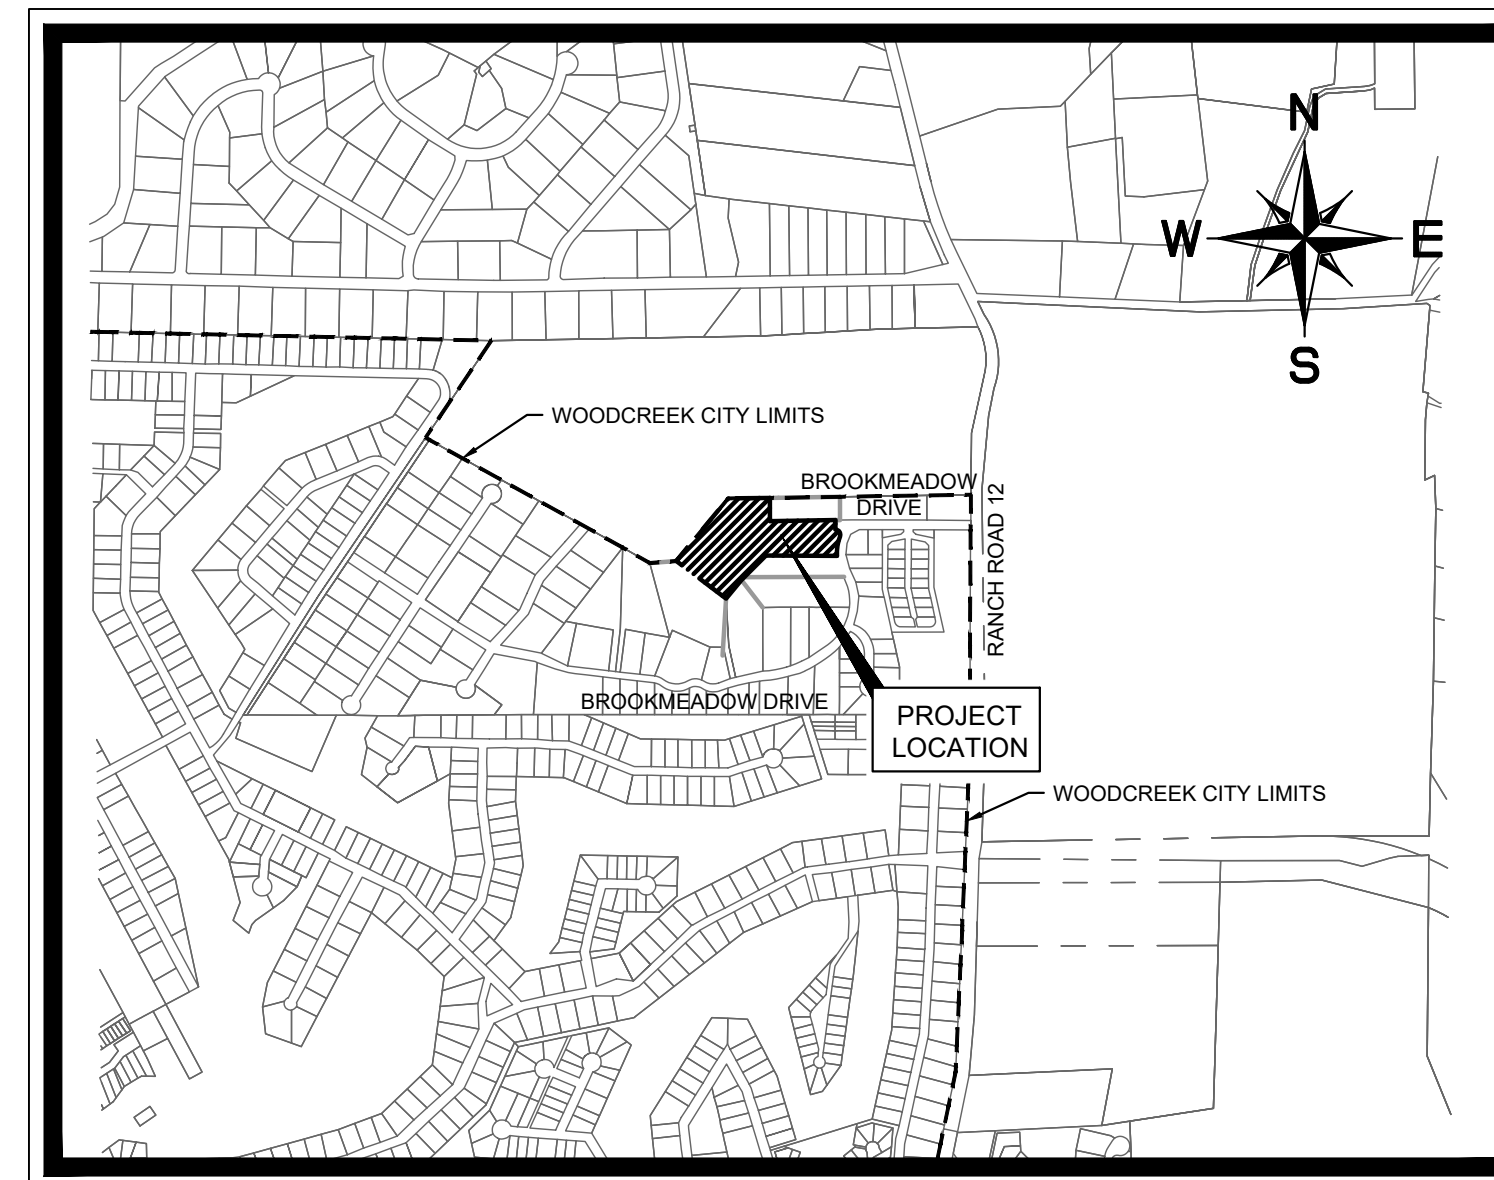 N
W
E
S
WOODCREEK CITY LIMITS
BROOKMEADOW
DRIVE
RANCH ROAD 12
BROOKMEADOW DRIVE
PROJECT
LOCATION
WOODCREEK CITY LIMITS